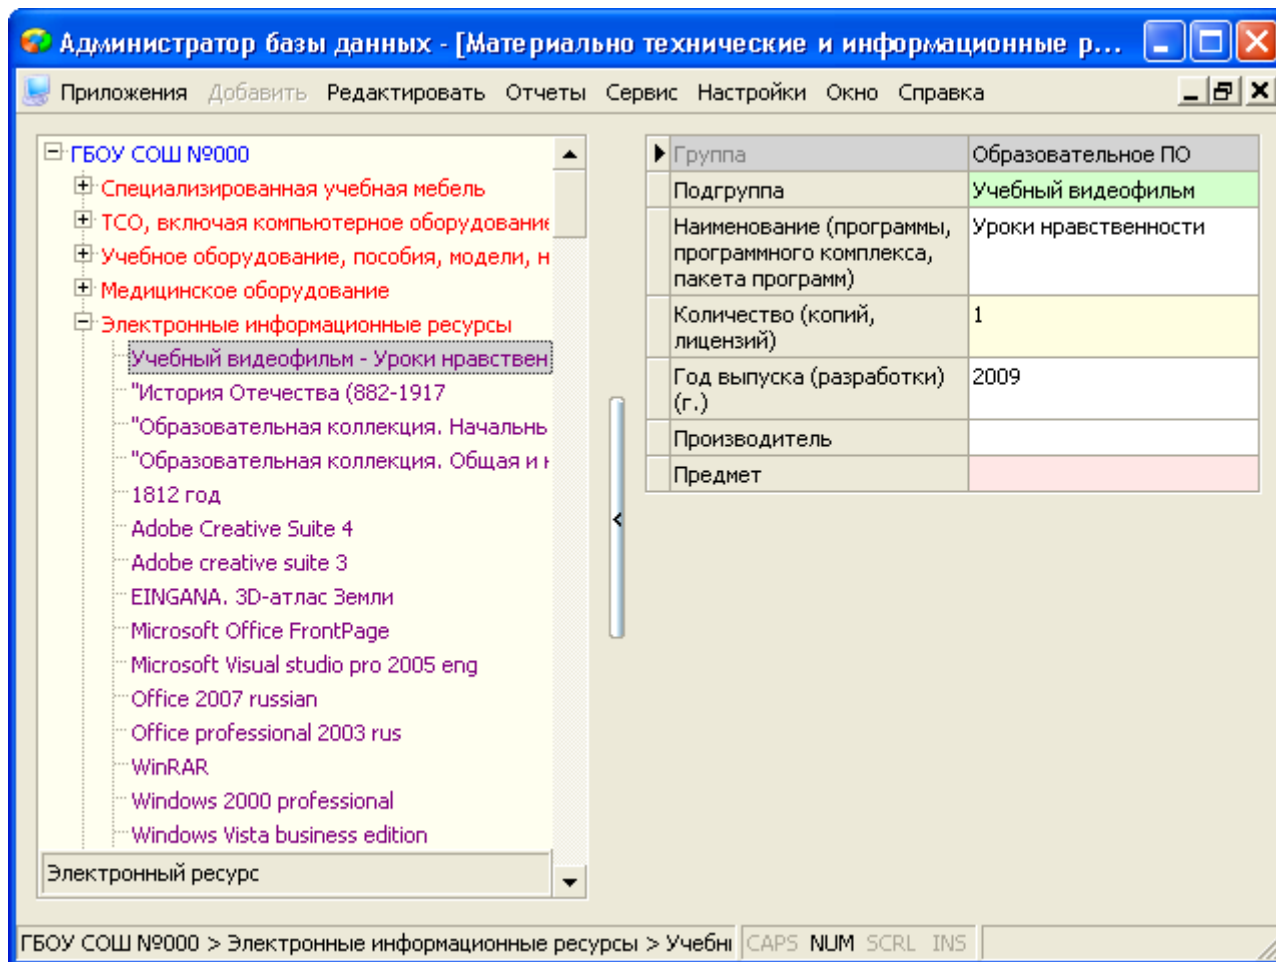 Администратор базы данных - [Материально технические и информационные р...
Приложения Добавить Редактировать Отчеты Сервис Настройки Окно Справка
ГБОУ СОШ №000
Специализированная учебная мебель
ТСО, включая компьютерное оборудование
Учебное оборудование, пособия, модели, н
Медицинское оборудование
Электронные информационные ресурсы
Учебный видеофильм - Уроки нравствен
"История Отечества (882-1917
"Образовательная коллекция. Начальнь
"Образовательная коллекция. Общая и н
1812 год
Adobe Creative Suite 4
Adobe creative suite 3
EINGANA. 3D-атлас Земли
Microsoft Office FrontPage
Microsoft Visual studio pro 2005 eng
Office 2007 russian
Office professional 2003 rus
WinRAR
Windows 2000 professional
Windows Vista business edition
Электронный ресурс
Группа Образовательное ПО
Подгруппа Учебный видеофильм
Наименование (программы, Уроки нравственности
программного комплекса,
пакета программ)
Количество (копий, 1
лицензий)
Год выпуска (разработки) 2009
(г.)
Производитель
Предмет
ГБОУ СОШ №000 > Электронные информационные ресурсы > Учебн CAPS NUM SCRL INS